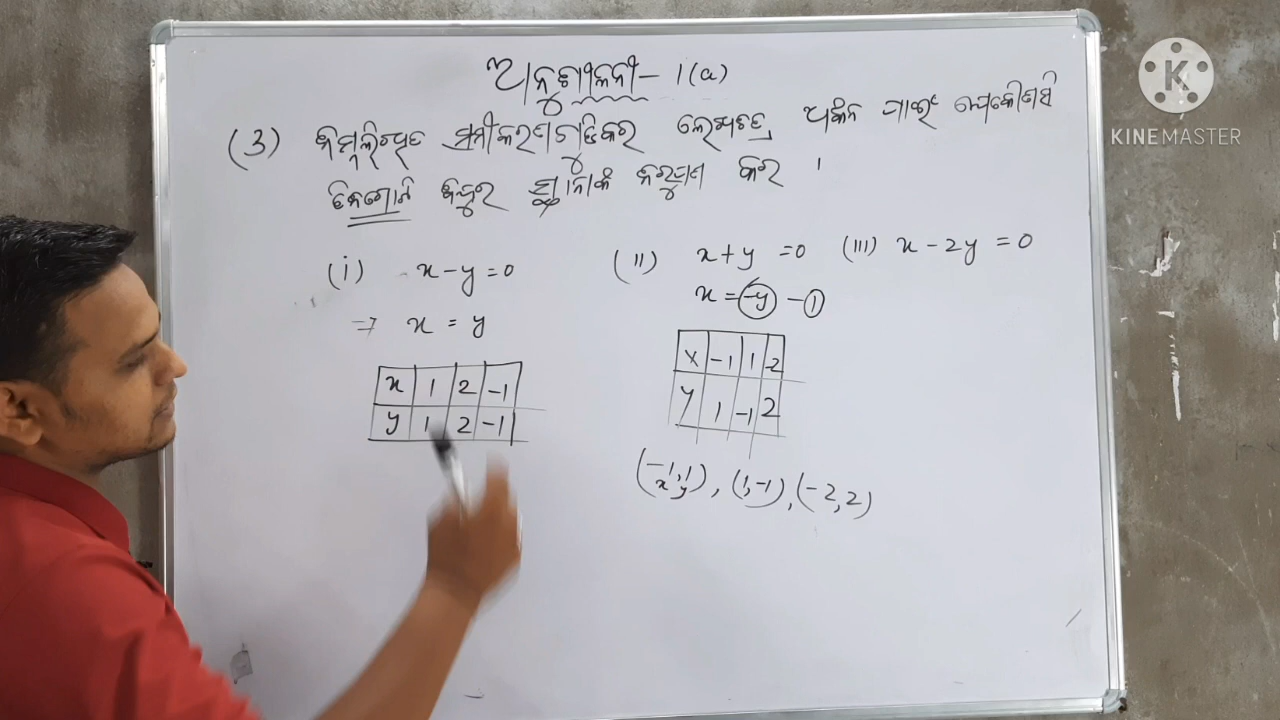 ଅନୁଶୀଳନୀ - 1(a)
(3) ନିମ୍ନଲିଖିତ ସମୀକରଣଗୁଡିକର ଲେଖଚିତ୍ର ଅଙ୍କନ ପାଇଁ ଯେକୌଣସି
ତିନିଗୋଟି ବିନ୍ଦୁର ସ୍ଥାନାଙ୍କ ନିରୂପଣ କର ।
(i) x - y = 0
⇒ x = y
x 1 2 -1
y 1 2 -1
(ii) x + y = 0
x = -y - 1
x -1 1 -2
y 1 -1 2
(-1, 1), (1, -1), (-2, 2)
x y
(iii) x - 2y = 0
K
KINEMASTER